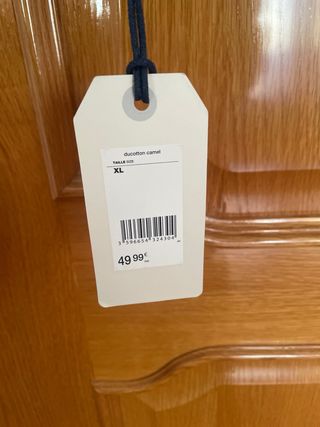 ducotton camel
TAILLE SIZE
XL
3 596654 324304
49,99€